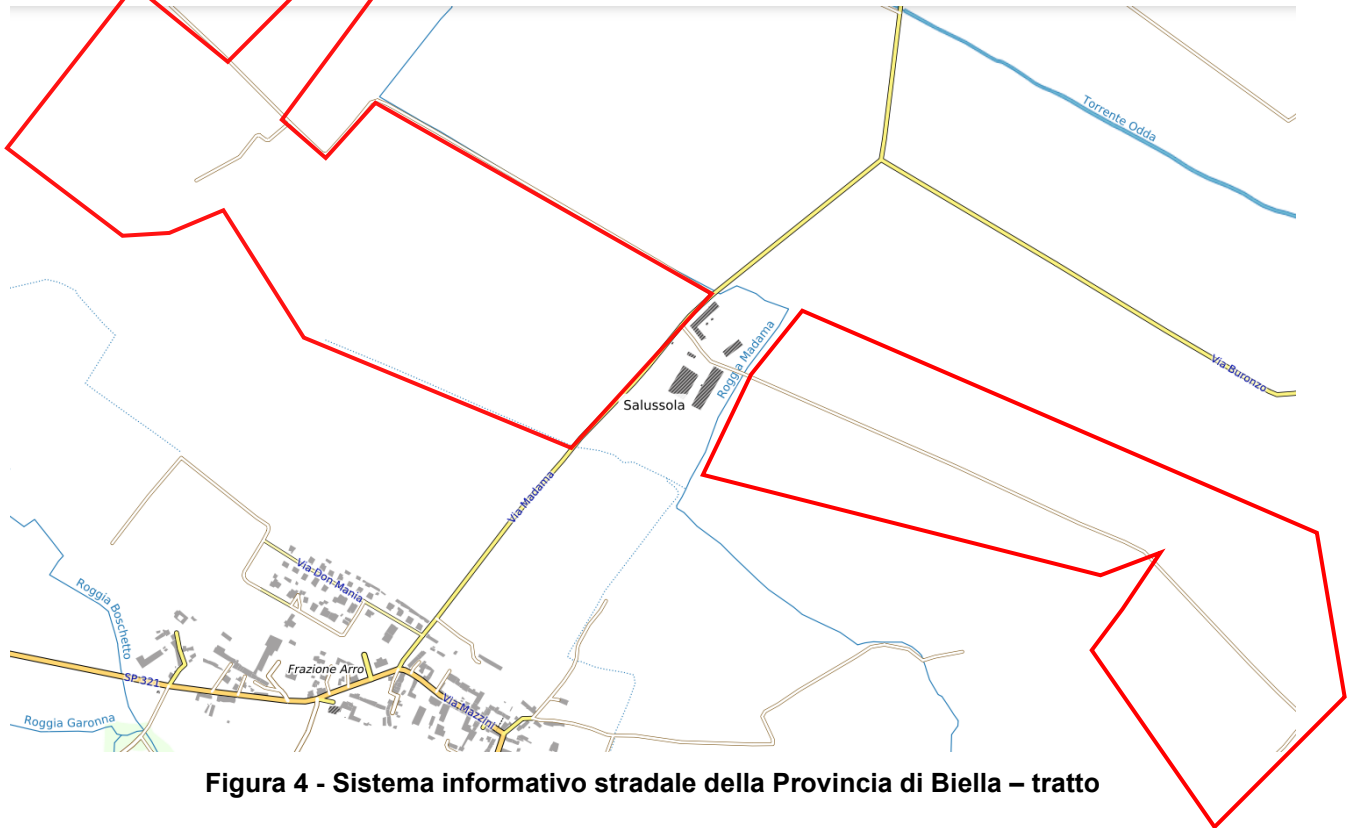 Torrente Odda
Via Buronzo
Roggia Madama
Salussola
Via Madama
Via Don Mania
Roggia Boschetto
Frazione Arro
SP 321
Via Mazzini
Roggia Garonna
Figura 4 - Sistema informativo stradale della Provincia di Biella – tratto